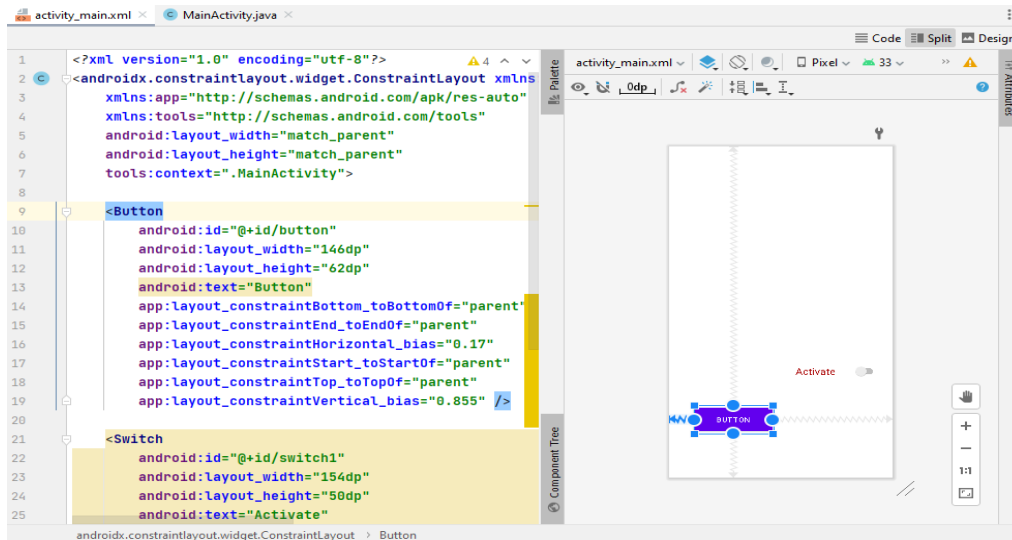 activity_main.xml
MainActivity.java
Code
Split
Design
1 <?xml version="1.0" encoding="utf-8"?>
4
2 <androidx.constraintlayout.widget.ConstraintLayout xmlns
3 xmlns:app="http://schemas.android.com/apk/res-auto"
4 xmlns:tools="http://schemas.android.com/tools"
5 android:layout_width="match_parent"
6 android:layout_height="match_parent"
7 tools:context=".MainActivity">
8
9 <Button
10 android:id="@+id/button"
11 android:layout_width="146dp"
12 android:layout_height="62dp"
13 android:text="Button"
14 app:layout_constraintBottom_toBottomOf="parent"
15 app:layout_constraintEnd_toEndOf="parent"
16 app:layout_constraintHorizontal_bias="0.17"
17 app:layout_constraintStart_toStartOf="parent"
18 app:layout_constraintTop_toTopOf="parent"
19 app:layout_constraintVertical_bias="0.855" />
20
21 <Switch
22 android:id="@+id/switch1"
23 android:layout_width="154dp"
24 android:layout_height="50dp"
25 android:text="Activate"
androidx.constraintlayout.widget.ConstraintLayout > Button
Palette
Component Tree
activity_main.xml
Pixel
33
0dp
Attributes
Activate
BUTTON
1:1